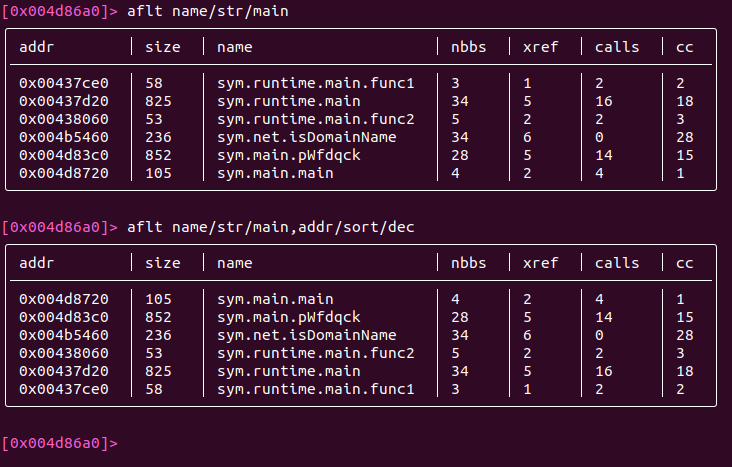 [0x004d86a0]> aflt name/str/main
addr | size | name | nbbs | xref | calls | cc
0x00437ce0 | 58 | sym.runtime.main.func1 | 3 | 1 | 2 | 2
0x00437d20 | 825 | sym.runtime.main | 34 | 5 | 16 | 18
0x00438060 | 53 | sym.runtime.main.func2 | 5 | 2 | 2 | 3
0x004b5460 | 236 | sym.net.isDomainName | 34 | 6 | 0 | 28
0x004d83c0 | 852 | sym.main.pWfdqck | 28 | 5 | 14 | 15
0x004d8720 | 105 | sym.main.main | 4 | 2 | 4 | 1
[0x004d86a0]> aflt name/str/main,addr/sort/dec
addr | size | name | nbbs | xref | calls | cc
0x004d8720 | 105 | sym.main.main | 4 | 2 | 4 | 1
0x004d83c0 | 852 | sym.main.pWfdqck | 28 | 5 | 14 | 15
0x004b5460 | 236 | sym.net.isDomainName | 34 | 6 | 0 | 28
0x00438060 | 53 | sym.runtime.main.func2 | 5 | 2 | 2 | 3
0x00437d20 | 825 | sym.runtime.main | 34 | 5 | 16 | 18
0x00437ce0 | 58 | sym.runtime.main.func1 | 3 | 1 | 2 | 2
[0x004d86a0]>